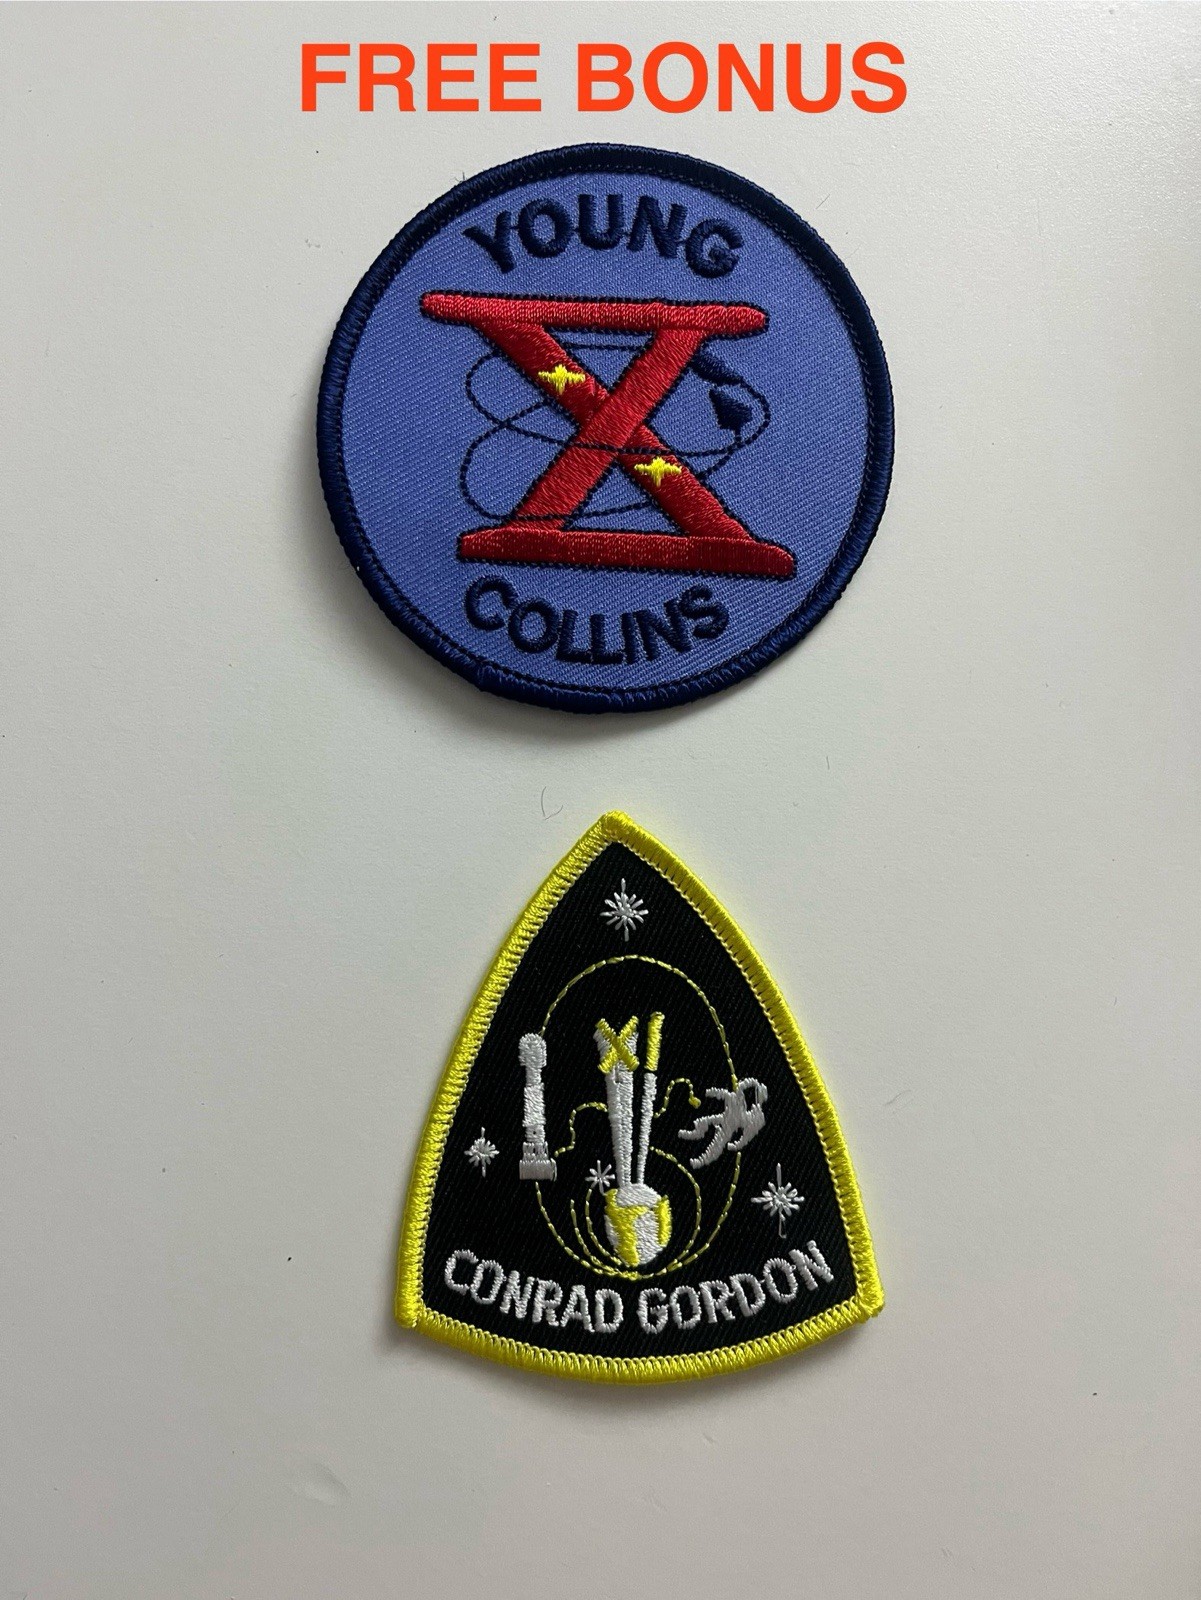 FREE BONUS
YOUNG
X
COLLINS
XI
CONRAD GORDON